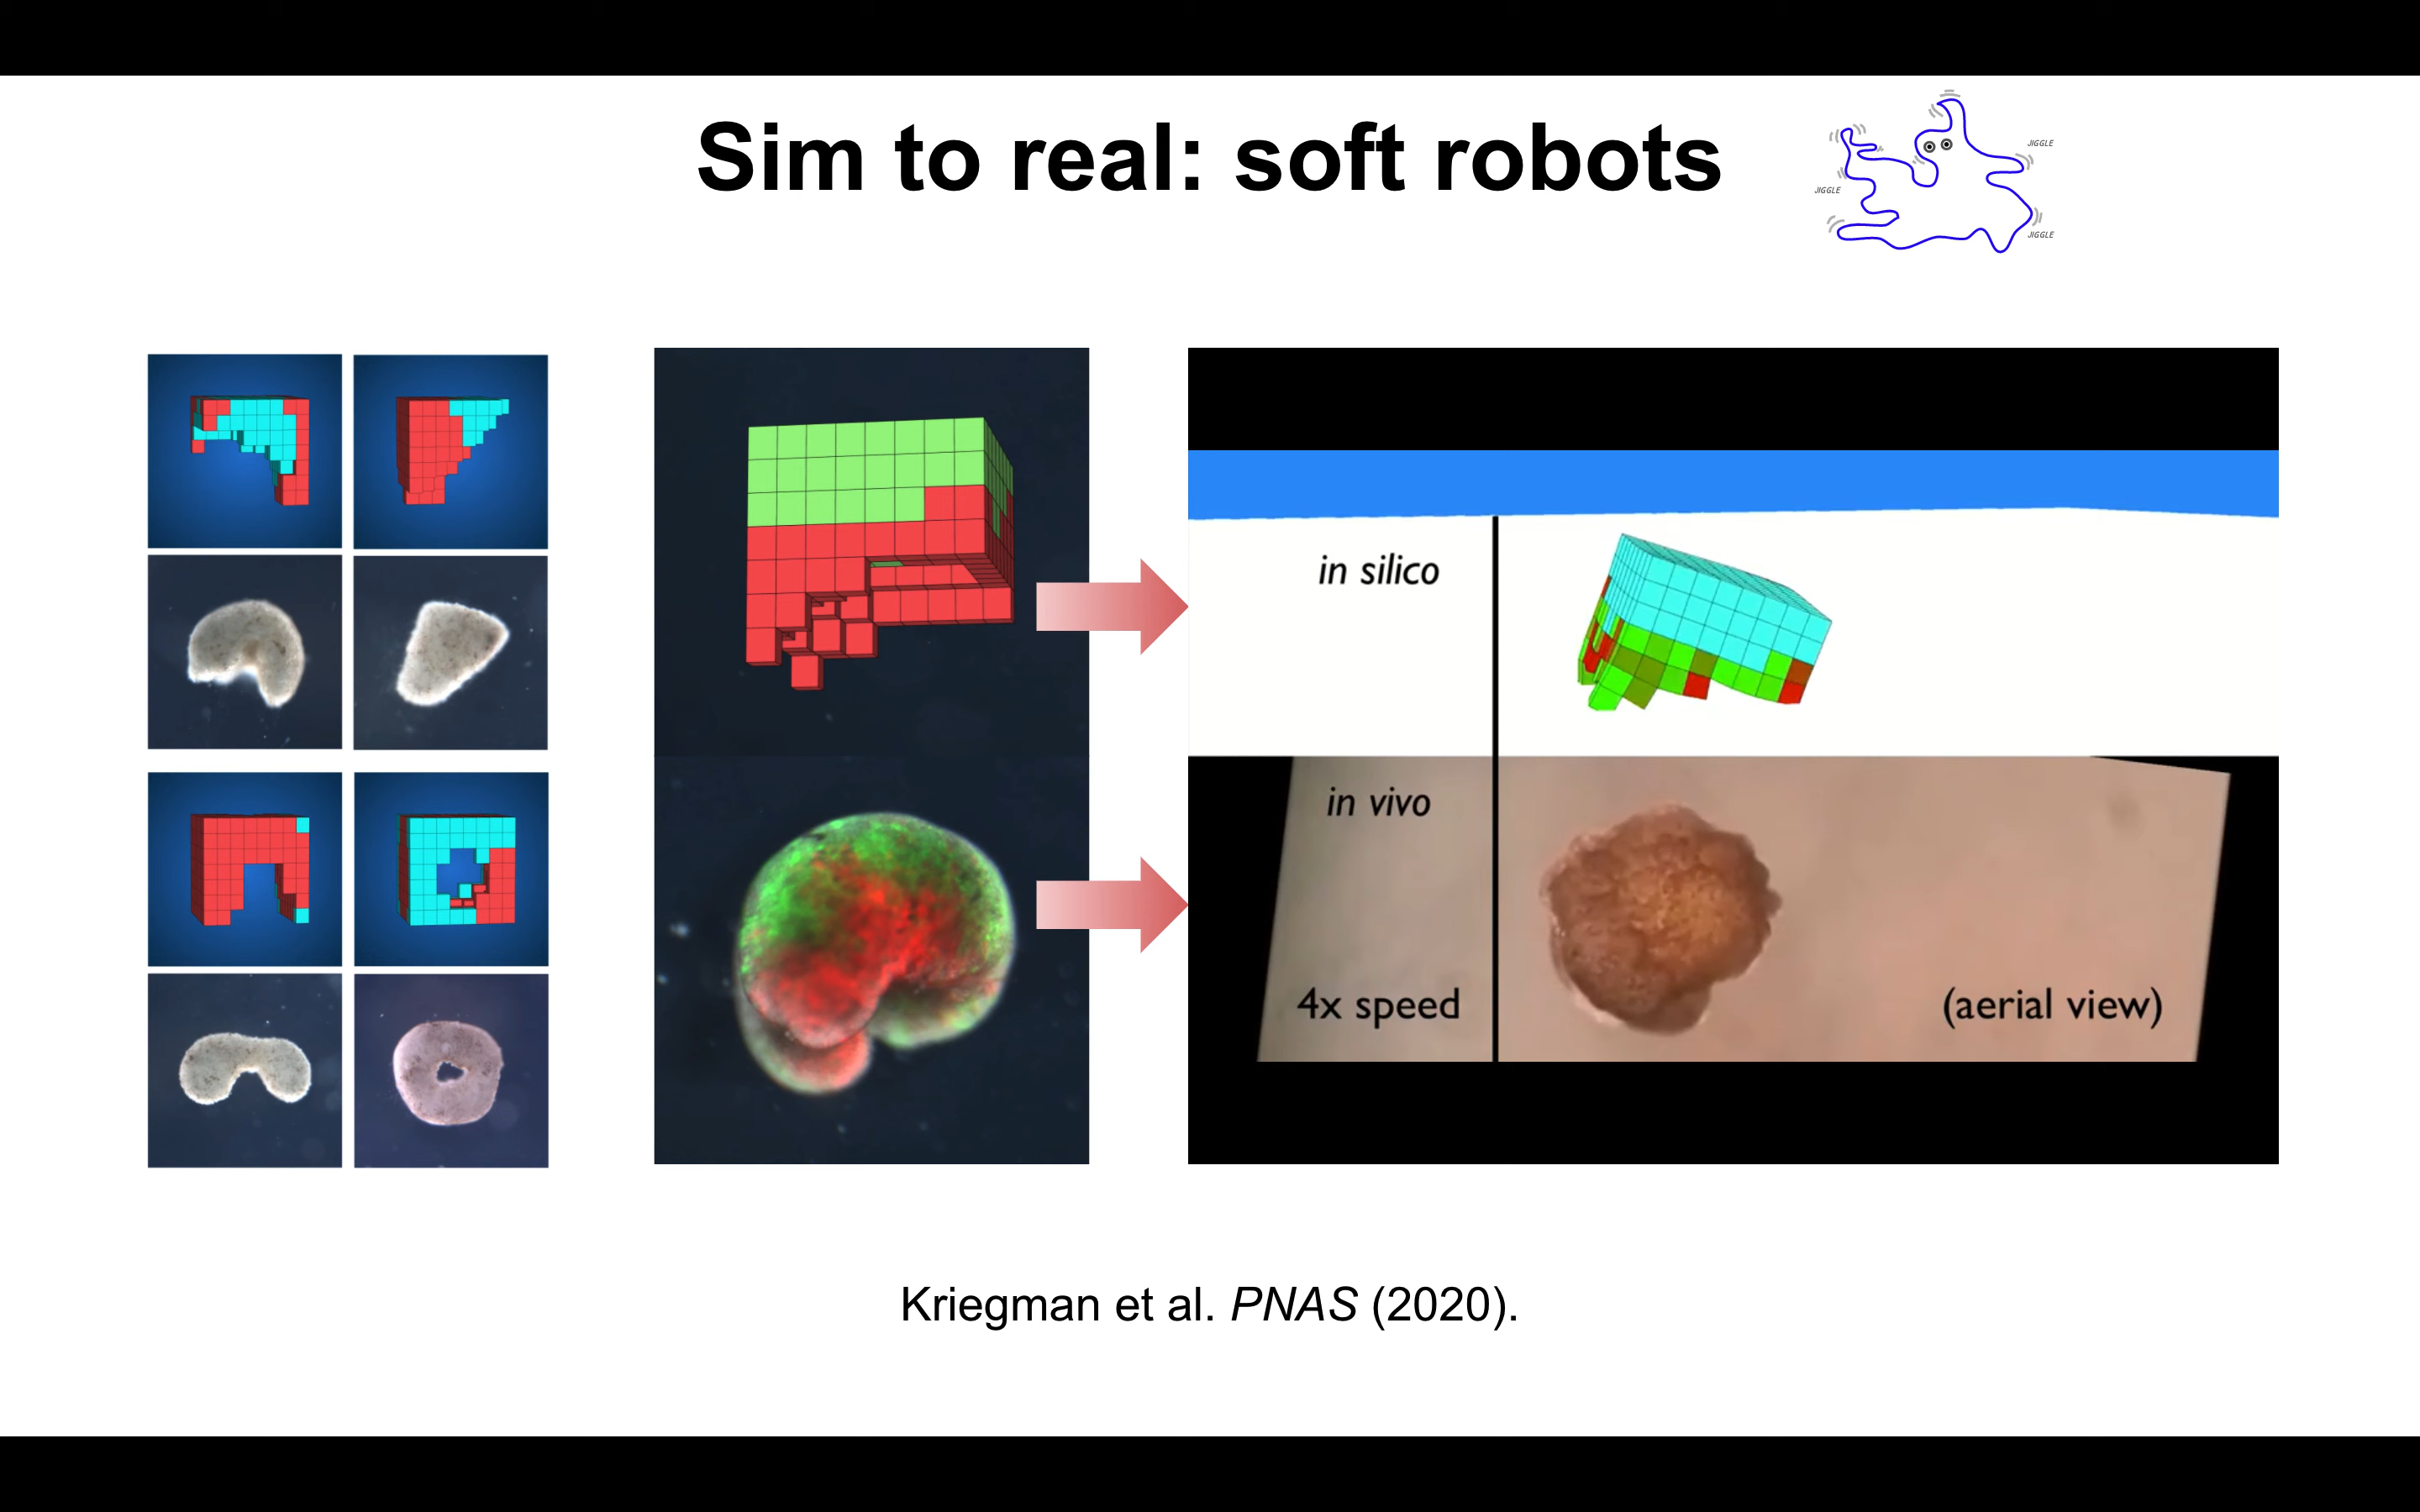 Sim to real: soft robots
JIGGLE
JIGGLE
JIGGLE
in silico
in vivo
4x speed
(aerial view)
Kriegman et al. PNAS (2020).